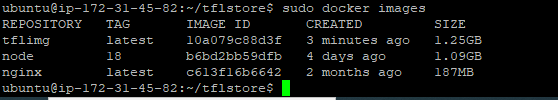 ubuntu@ip-172-31-45-82:~/tflstore$ sudo docker images
REPOSITORY TAG IMAGE ID CREATED SIZE
tflimg latest 10a079c88d3f 3 minutes ago 1.25GB
node 18 b6bd2bb59dfb 4 days ago 1.09GB
nginx latest c613f16b6642 2 months ago 187MB
ubuntu@ip-172-31-45-82:~/tflstore$